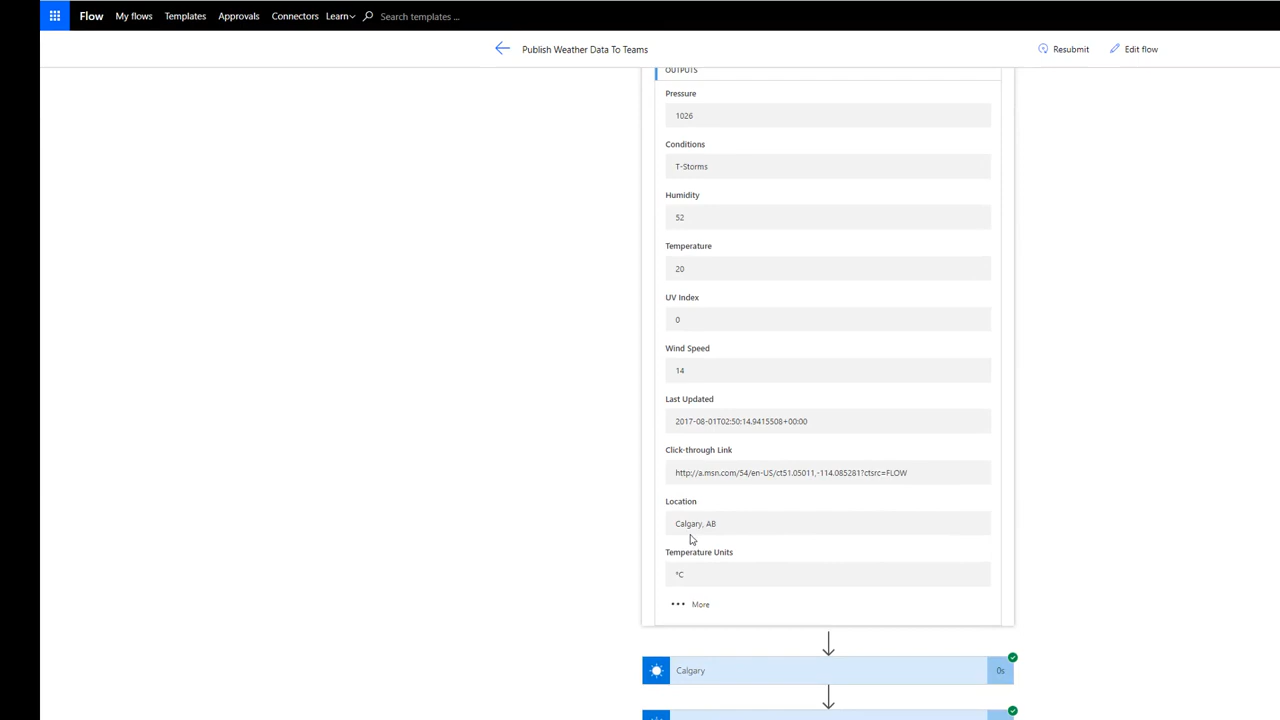 Flow My flows Templates Approvals Connectors Learn Search templates ...
Publish Weather Data To Teams Resubmit Edit flow
OUTPUTS
Pressure
1026
Conditions
T-Storms
Humidity
52
Temperature
20
UV Index
0
Wind Speed
14
Last Updated
2017-08-01T02:50:14.9415508+00:00
Click-through Link
http://a.msn.com/54/en-US/ct51.05011,-114.085281?ctsrc=FLOW
Location
Calgary, AB
Temperature Units
°C
More
Calgary 0s